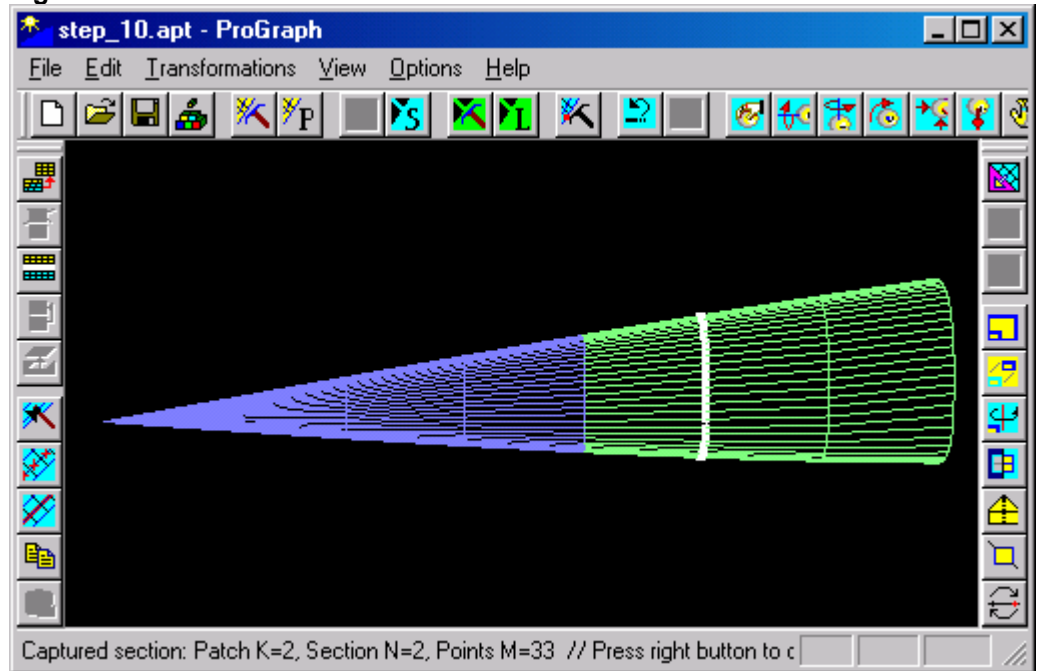 step_10.apt - ProGraph
File Edit Transformations View Options Help
P S L
Captured section: Patch K=2, Section N=2, Points M=33 // Press right button to